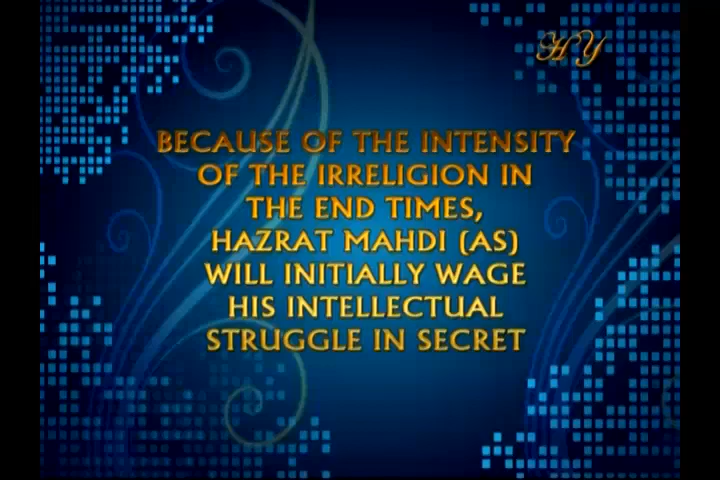 HY
BECAUSE OF THE INTENSITY
OF THE IRRELIGION IN
THE END TIMES,
HAZRAT MAHDI (AS)
WILL INITIALLY WAGE
HIS INTELLECTUAL
STRUGGLE IN SECRET